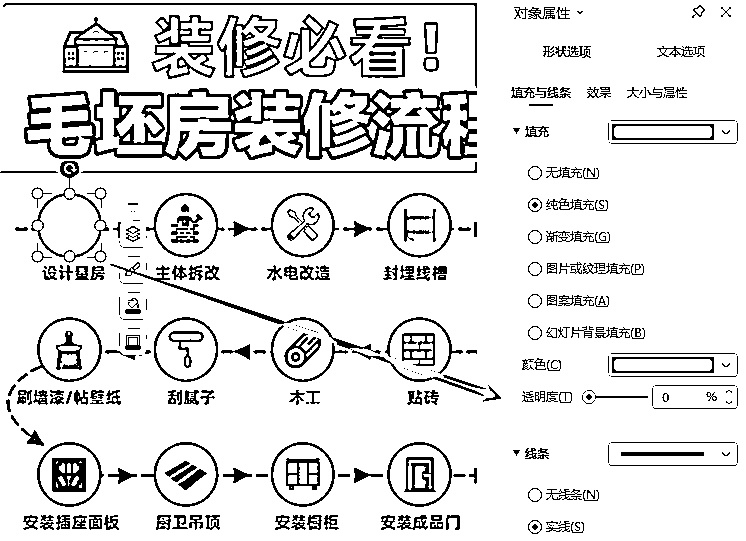 装修必看！
毛坯房装修流程
设计量房
主体拆改
水电改造
封埋线槽
刷墙漆/帖壁纸
刮腻子
木工
贴砖
安装插座面板
厨卫吊顶
安装橱柜
安装成品门
对象属性
形状选项
文本选项
填充与线条
效果
大小与属性
填充
无填充(N)
纯色填充(S)
渐变填充(G)
图片或纹理填充(P)
图案填充(A)
幻灯片背景填充(B)
颜色(C)
透明度(T)
0
%
线条
无线条(N)
实线(S)